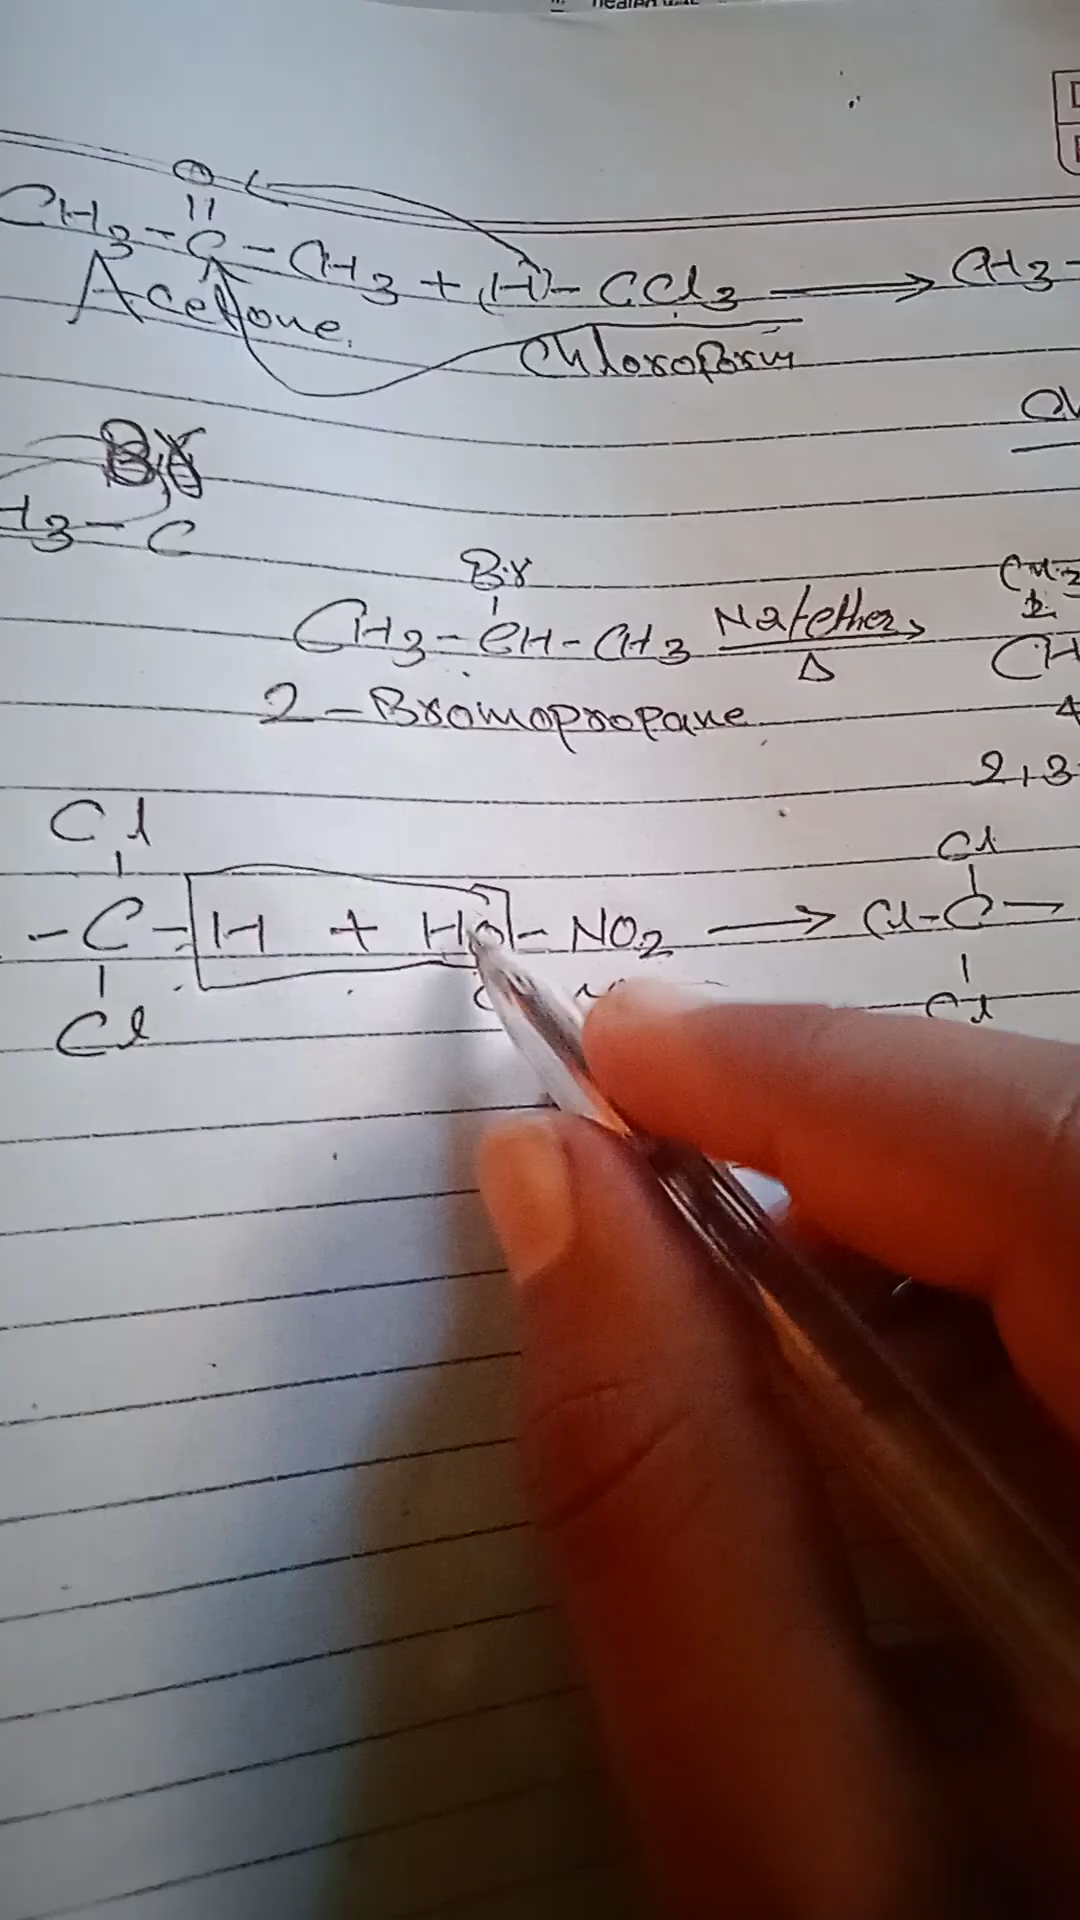 O
||
CH3 - C - CH3 + (H) - CCl3 ⟶ CH3 -
Acetone. Chloroform
H3 - C
Br
CH3 - CH - CH3 Na/ether, Δ → CH
2-Bromopropane
2,3-
Cl Cl
- C - H + HO - NO2 ⟶ Cl - C -
Cl Cl